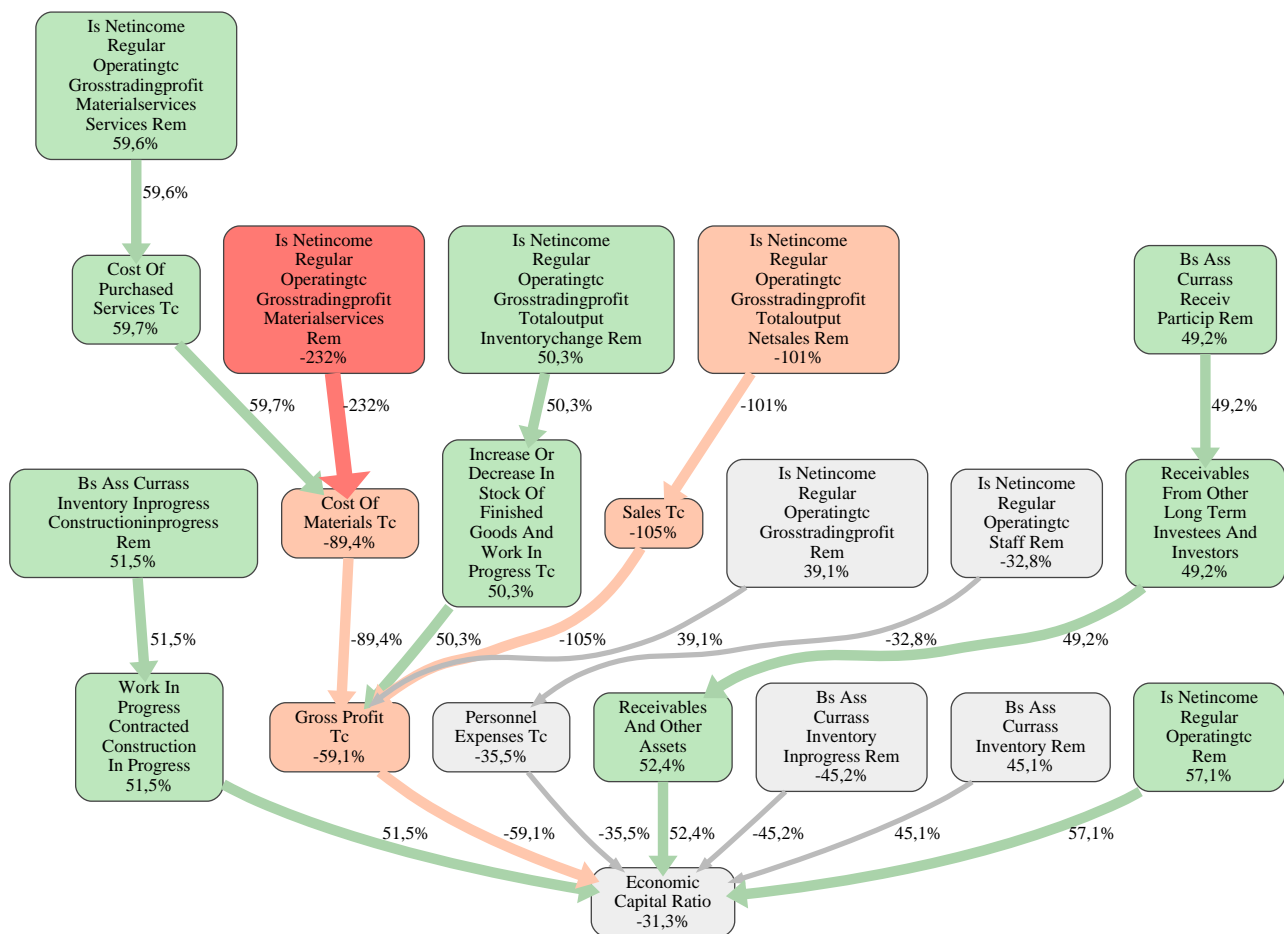 Is Netincome
Regular
Operatingtc
Grosstradingprofit
Materialservices
Services Rem
59,6%
59,6%
Cost Of
Purchased
Services Tc
59,7%
Is Netincome
Regular
Operatingtc
Grosstradingprofit
Materialservices
Rem
-232%
Is Netincome
Regular
Operatingtc
Grosstradingprofit
Totaloutput
Inventorychange Rem
50,3%
Is Netincome
Regular
Operatingtc
Grosstradingprofit
Totaloutput
Netsales Rem
-101%
Bs Ass
Currass
Receiv
Particip Rem
49,2%
59,7%
-232%
50,3%
-101%
49,2%
Bs Ass Currass
Inventory Inprogress
Constructioninprogress
Rem
51,5%
Cost Of
Materials Tc
-89,4%
Increase Or
Decrease In
Stock Of
Finished
Goods And
Work In
Progress Tc
50,3%
Sales Tc
-105%
Is Netincome
Regular
Operatingtc
Grosstradingprofit
Rem
39,1%
Is Netincome
Regular
Operatingtc
Staff Rem
-32,8%
Receivables
From Other
Long Term
Investees And
Investors
49,2%
51,5%
-89,4%
50,3%
-105%
39,1%
-32,8%
49,2%
Work In
Progress
Contracted
Construction
In Progress
51,5%
Gross Profit
Tc
-59,1%
Personnel
Expenses Tc
-35,5%
Receivables
And Other
Assets
52,4%
Bs Ass
Currass
Inventory
Inprogress Rem
-45,2%
Bs Ass
Currass
Inventory Rem
45,1%
Is Netincome
Regular
Operatingtc
Rem
57,1%
51,5%
-59,1%
-35,5%
52,4%
-45,2%
45,1%
57,1%
Economic
Capital Ratio
-31,3%